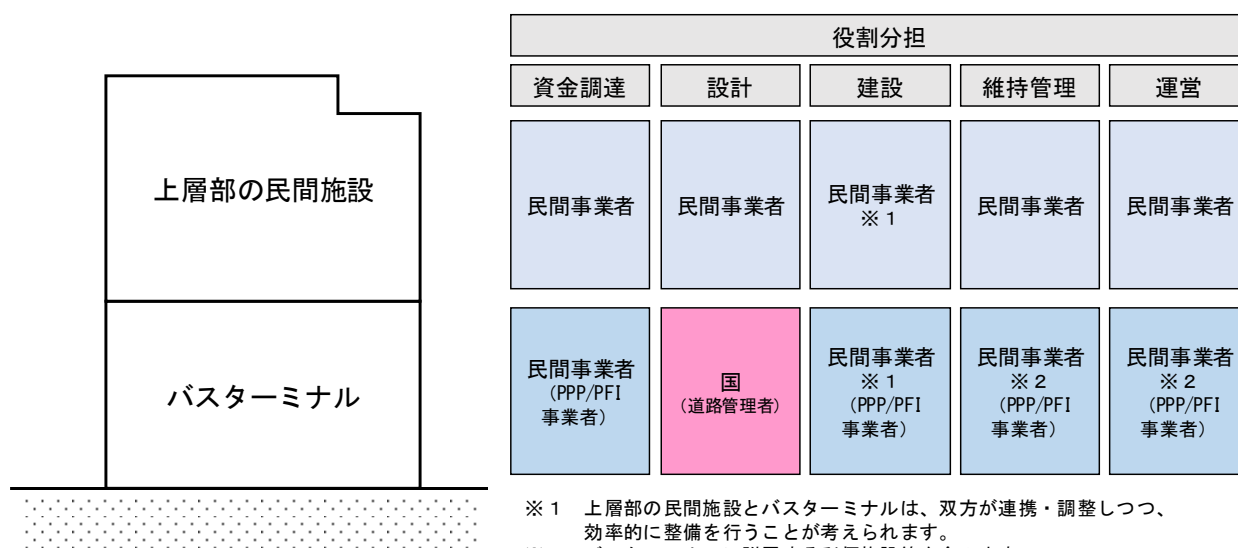 役割分担
資金調達 設計 建設 維持管理 運営
上層部の民間施設
民間事業者 民間事業者 民間事業者 ※１ 民間事業者 民間事業者
バスターミナル
民間事業者 (PPP/PFI 事業者)
国 (道路管理者)
民間事業者 ※１ (PPP/PFI 事業者)
民間事業者 ※２ (PPP/PFI 事業者)
民間事業者 ※２ (PPP/PFI 事業者)
※１ 上層部の民間施設とバスターミナルは、双方が連携・調整しつつ、
効率的に整備を行うことが考えられます。